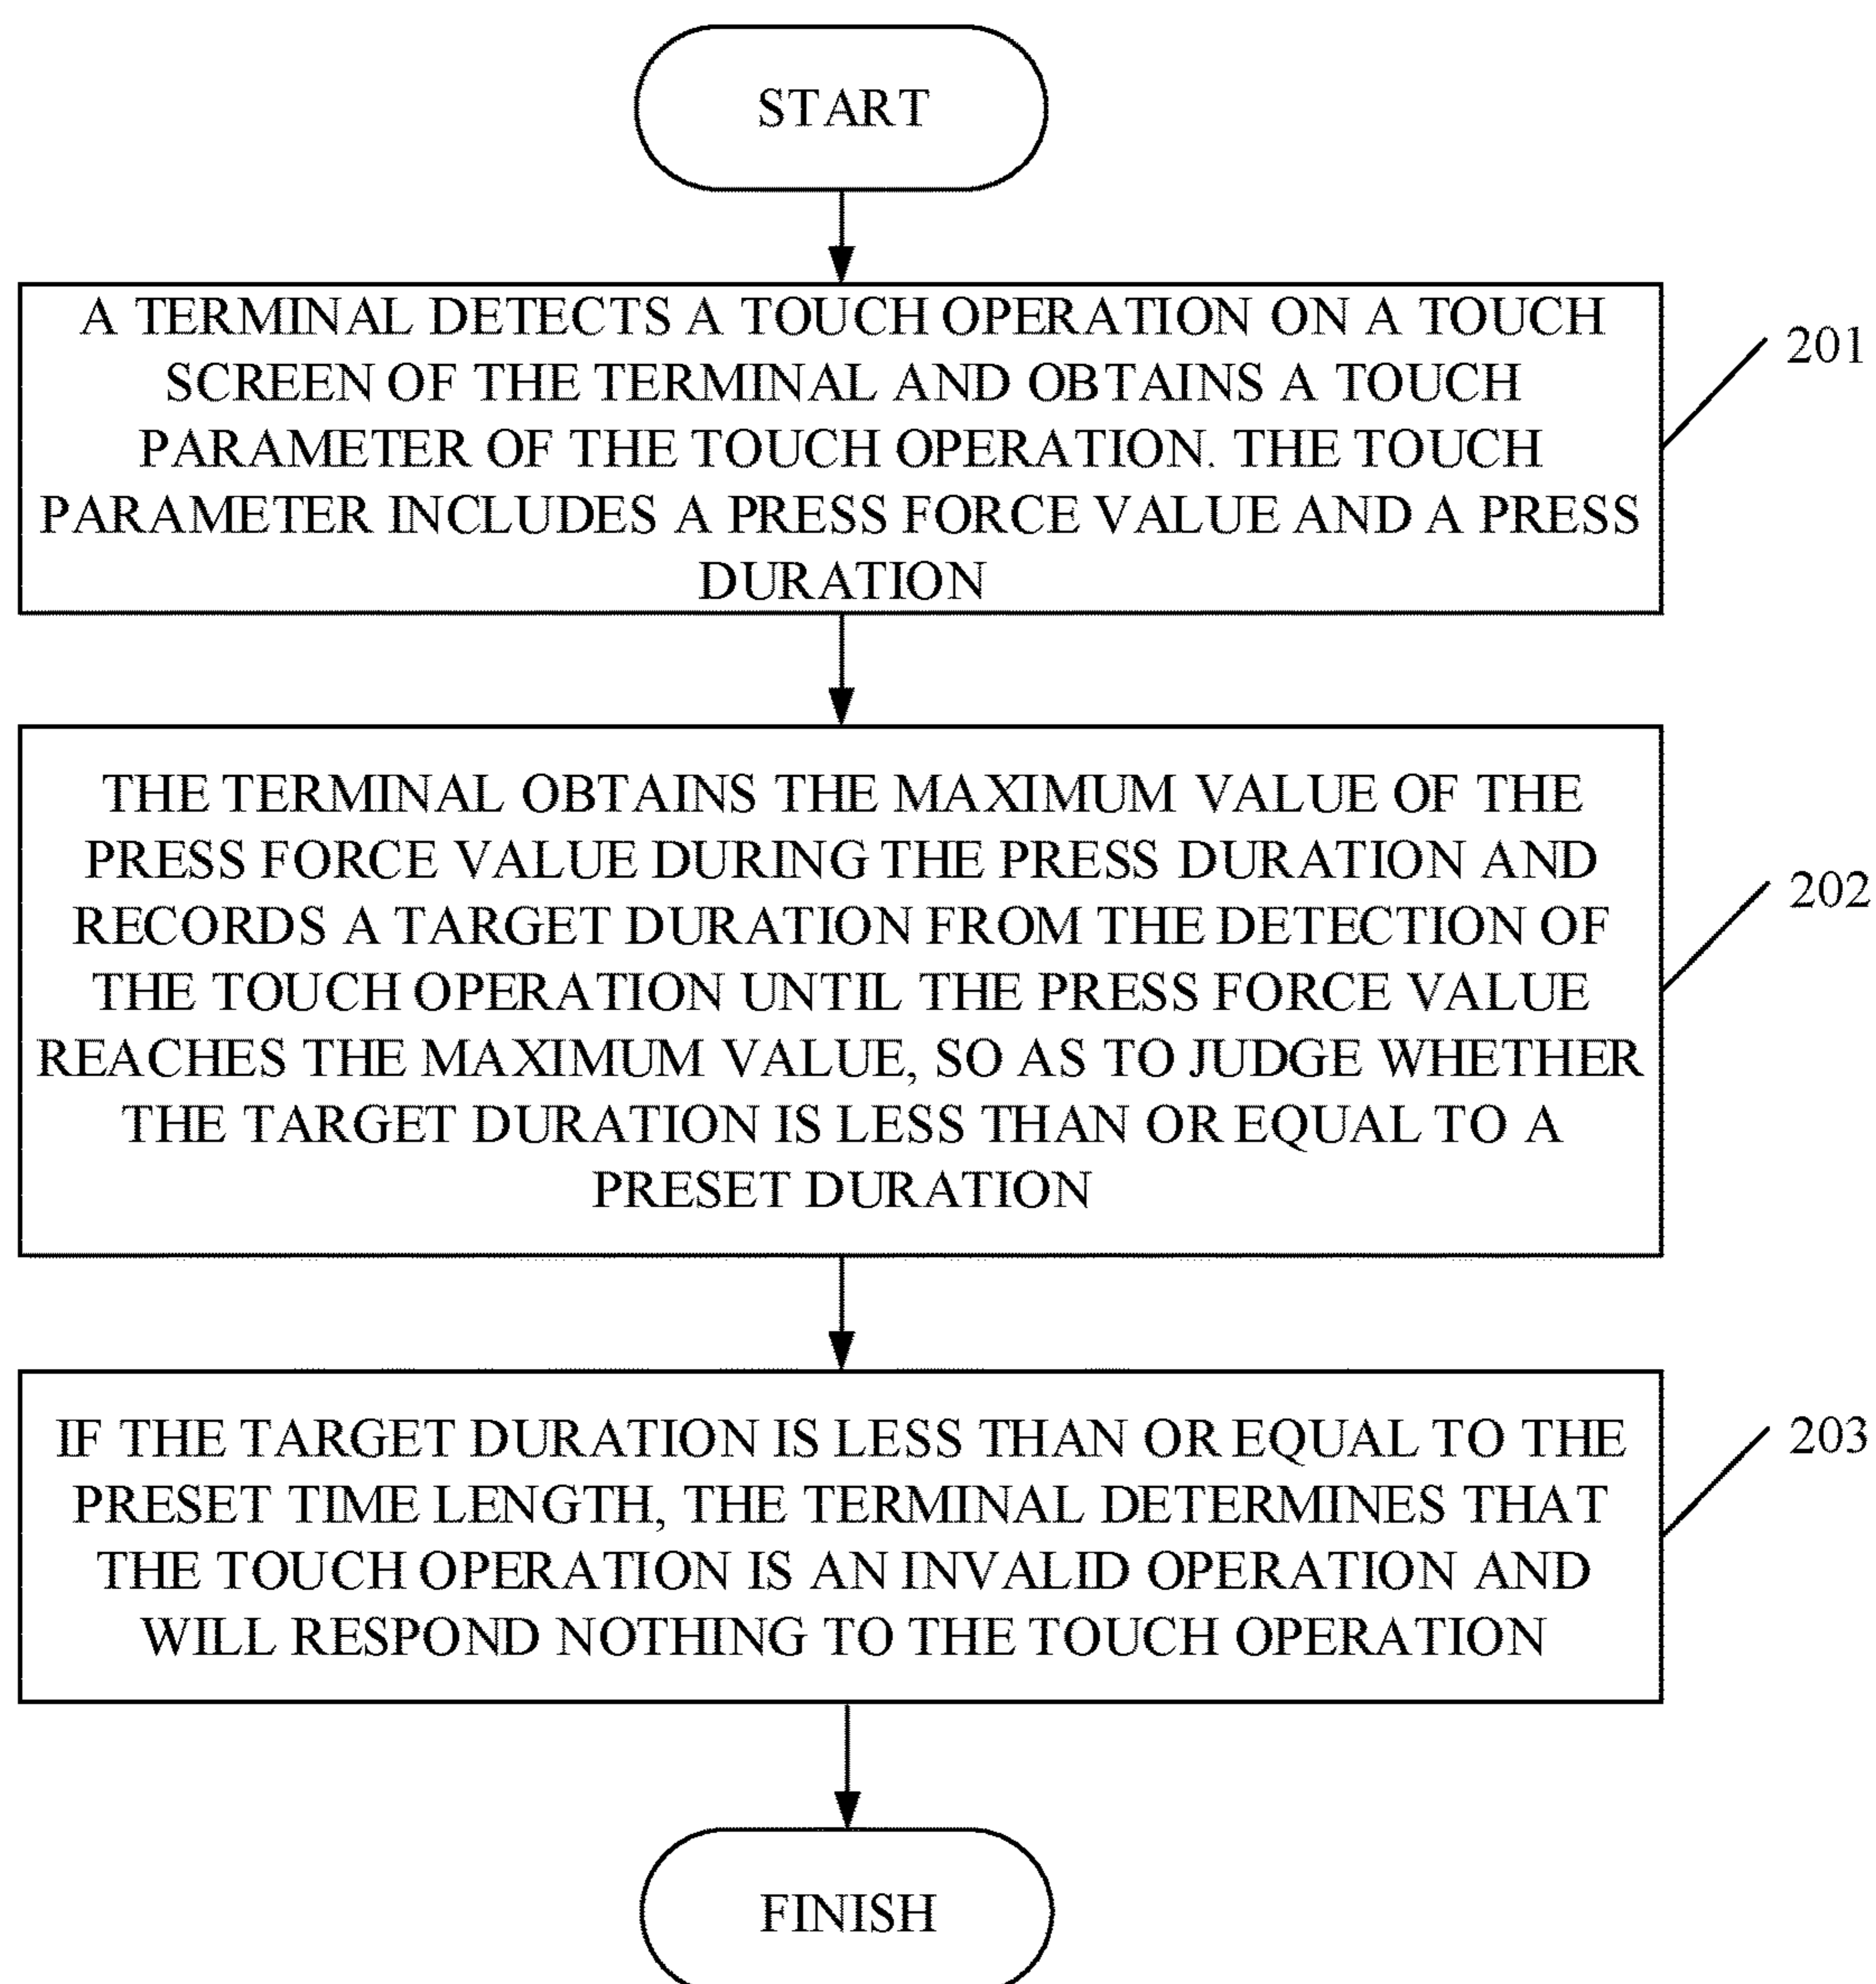 START
A TERMINAL DETECTS A TOUCH OPERATION ON A TOUCH
SCREEN OF THE TERMINAL AND OBTAINS A TOUCH
PARAMETER OF THE TOUCH OPERATION. THE TOUCH
PARAMETER INCLUDES A PRESS FORCE VALUE AND A PRESS
DURATION
201
THE TERMINAL OBTAINS THE MAXIMUM VALUE OF THE
PRESS FORCE VALUE DURING THE PRESS DURATION AND
RECORDS A TARGET DURATION FROM THE DETECTION OF
THE TOUCH OPERATION UNTIL THE PRESS FORCE VALUE
REACHES THE MAXIMUM VALUE, SO AS TO JUDGE WHETHER
THE TARGET DURATION IS LESS THAN OR EQUAL TO A
PRESET DURATION
202
IF THE TARGET DURATION IS LESS THAN OR EQUAL TO THE
PRESET TIME LENGTH, THE TERMINAL DETERMINES THAT
THE TOUCH OPERATION IS AN INVALID OPERATION AND
WILL RESPOND NOTHING TO THE TOUCH OPERATION
203
FINISH